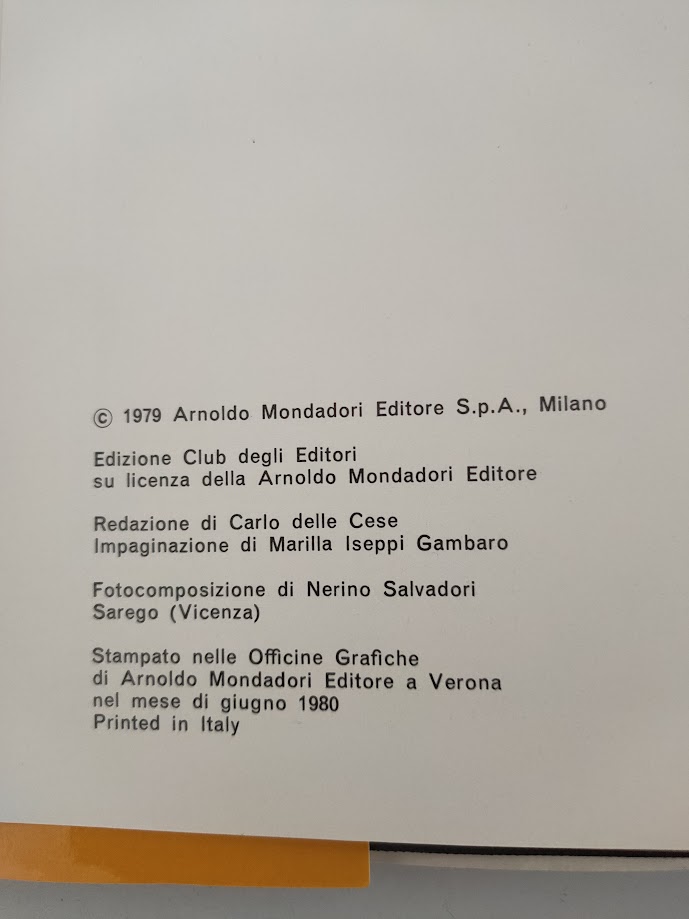 © 1979 Arnoldo Mondadori Editore S.p.A., Milano
Edizione Club degli Editori
su licenza della Arnoldo Mondadori Editore
Redazione di Carlo delle Cese
Impaginazione di Marilla Iseppi Gambaro
Fotocomposizione di Nerino Salvadori
Sarego (Vicenza)
Stampato nelle Officine Grafiche
di Arnoldo Mondadori Editore a Verona
nel mese di giugno 1980
Printed in Italy